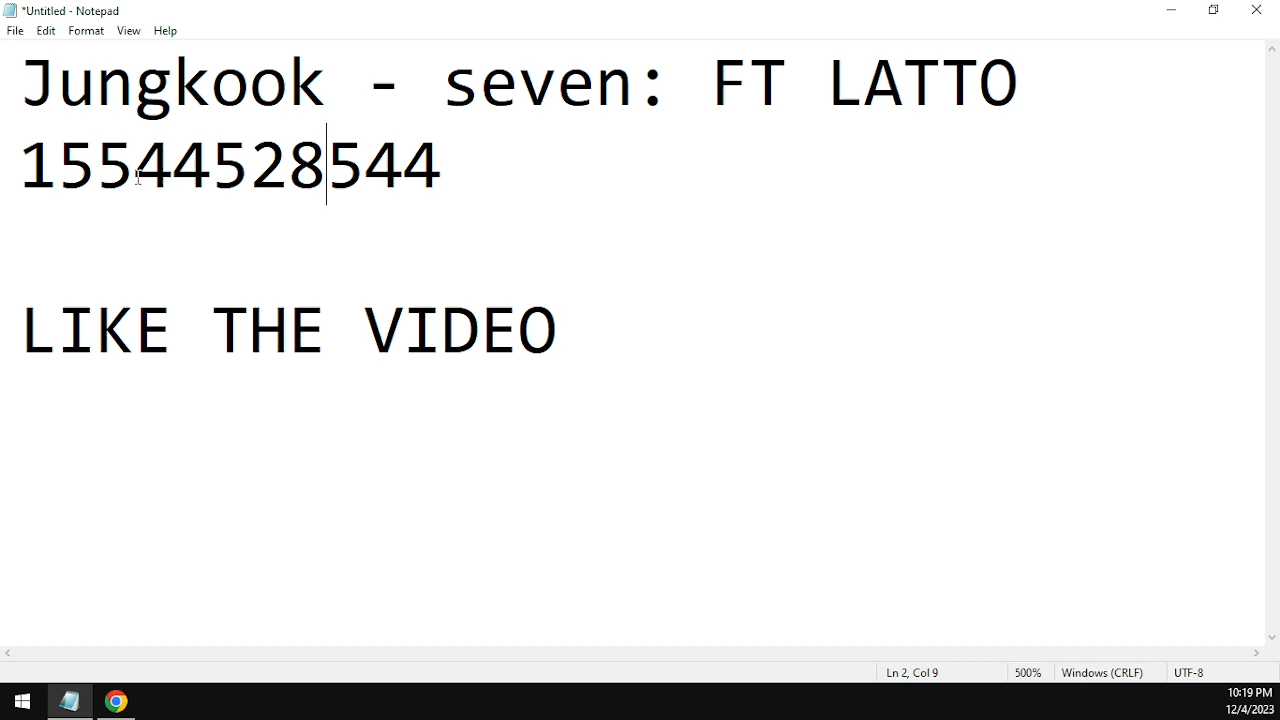 *Untitled - Notepad
File Edit Format View Help
Jungkook - seven: FT LATTO
15544528544
LIKE THE VIDEO
Ln 2, Col 9 500% Windows (CRLF) UTF-8
10:19 PM
12/4/2023